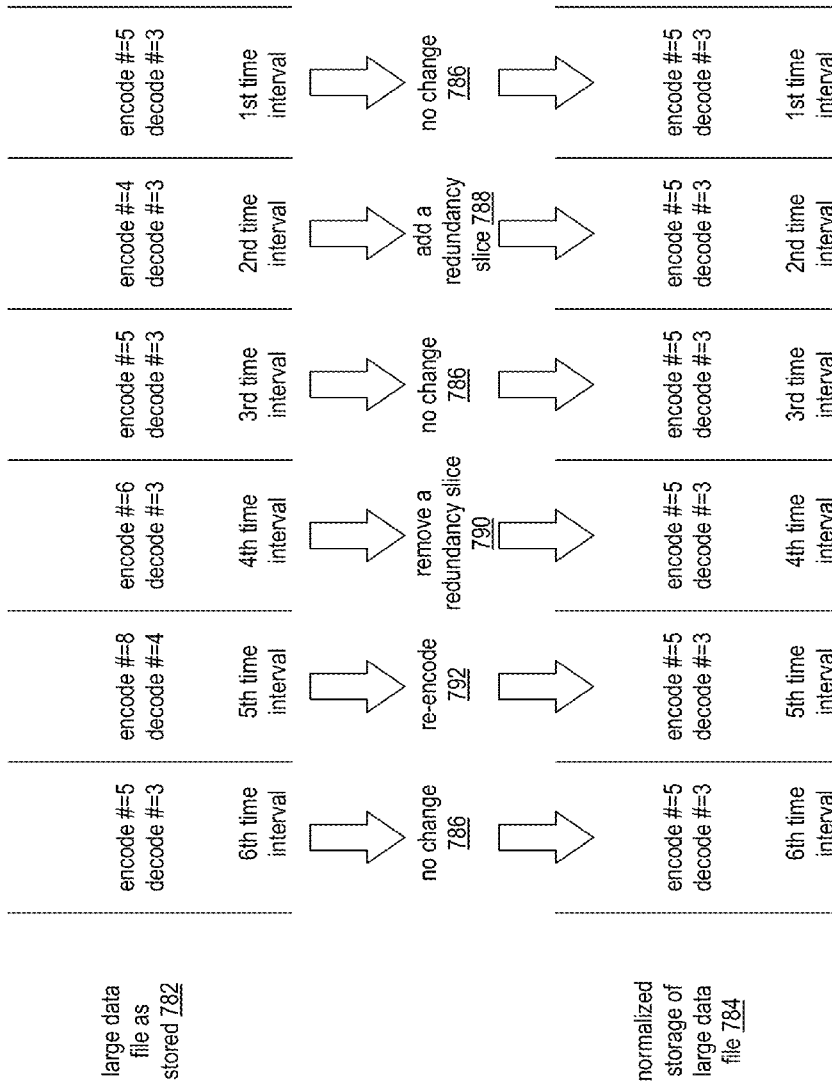 large data
file as
stored 782
encode #=5
decode #=3
6th time
interval
encode #=8
decode #=4
5th time
interval
encode #=6
decode #=3
4th time
interval
encode #=5
decode #=3
3rd time
interval
encode #=4
decode #=3
2nd time
interval
encode #=5
decode #=3
1st time
interval
no change
786
re-encode
792
remove a
redundancy slice
790
no change
786
add a
redundancy
slice 788
no change
786
normalized
storage of
large data
file 784
encode #=5
decode #=3
6th time
interval
encode #=5
decode #=3
5th time
interval
encode #=5
decode #=3
4th time
interval
encode #=5
decode #=3
3rd time
interval
encode #=5
decode #=3
2nd time
interval
encode #=5
decode #=3
1st time
interval